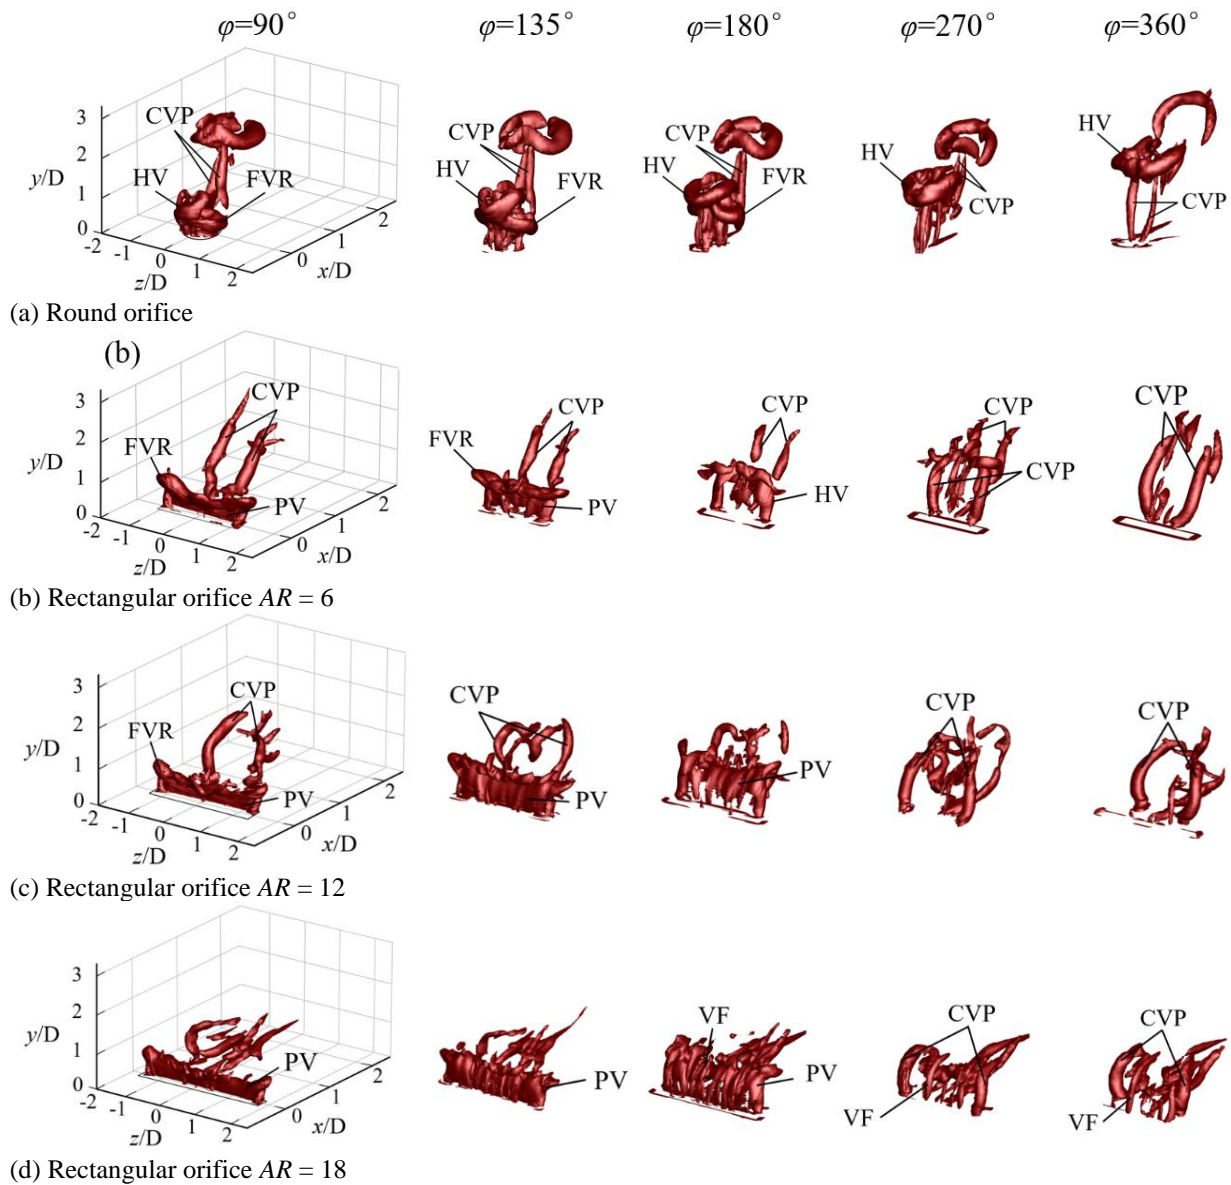 φ=90° φ=135° φ=180° φ=270° φ=360°
3 CVP CVP CVP HV HV
2 HV FVR HV FVR HV FVR CVP CVP
y/D 1
0 -2 -1 0 1 2 z/D 0 1 2 x/D
(a) Round orifice
(b)
3 CVP CVP CVP CVP CVP
2 FVR FVR CVP
y/D 1 PV PV HV
0 -2 -1 0 1 2 z/D 0 1 2 x/D
(b) Rectangular orifice AR = 6
3 CVP CVP CVP CVP
2 FVR
y/D 1 PV PV PV
0 -2 -1 0 1 2 z/D 0 1 2 x/D
(c) Rectangular orifice AR = 12
3 VF CVP CVP
2
y/D 1 PV PV PV VF VF
0 -2 -1 0 1 2 z/D 0 1 2 x/D
(d) Rectangular orifice AR = 18